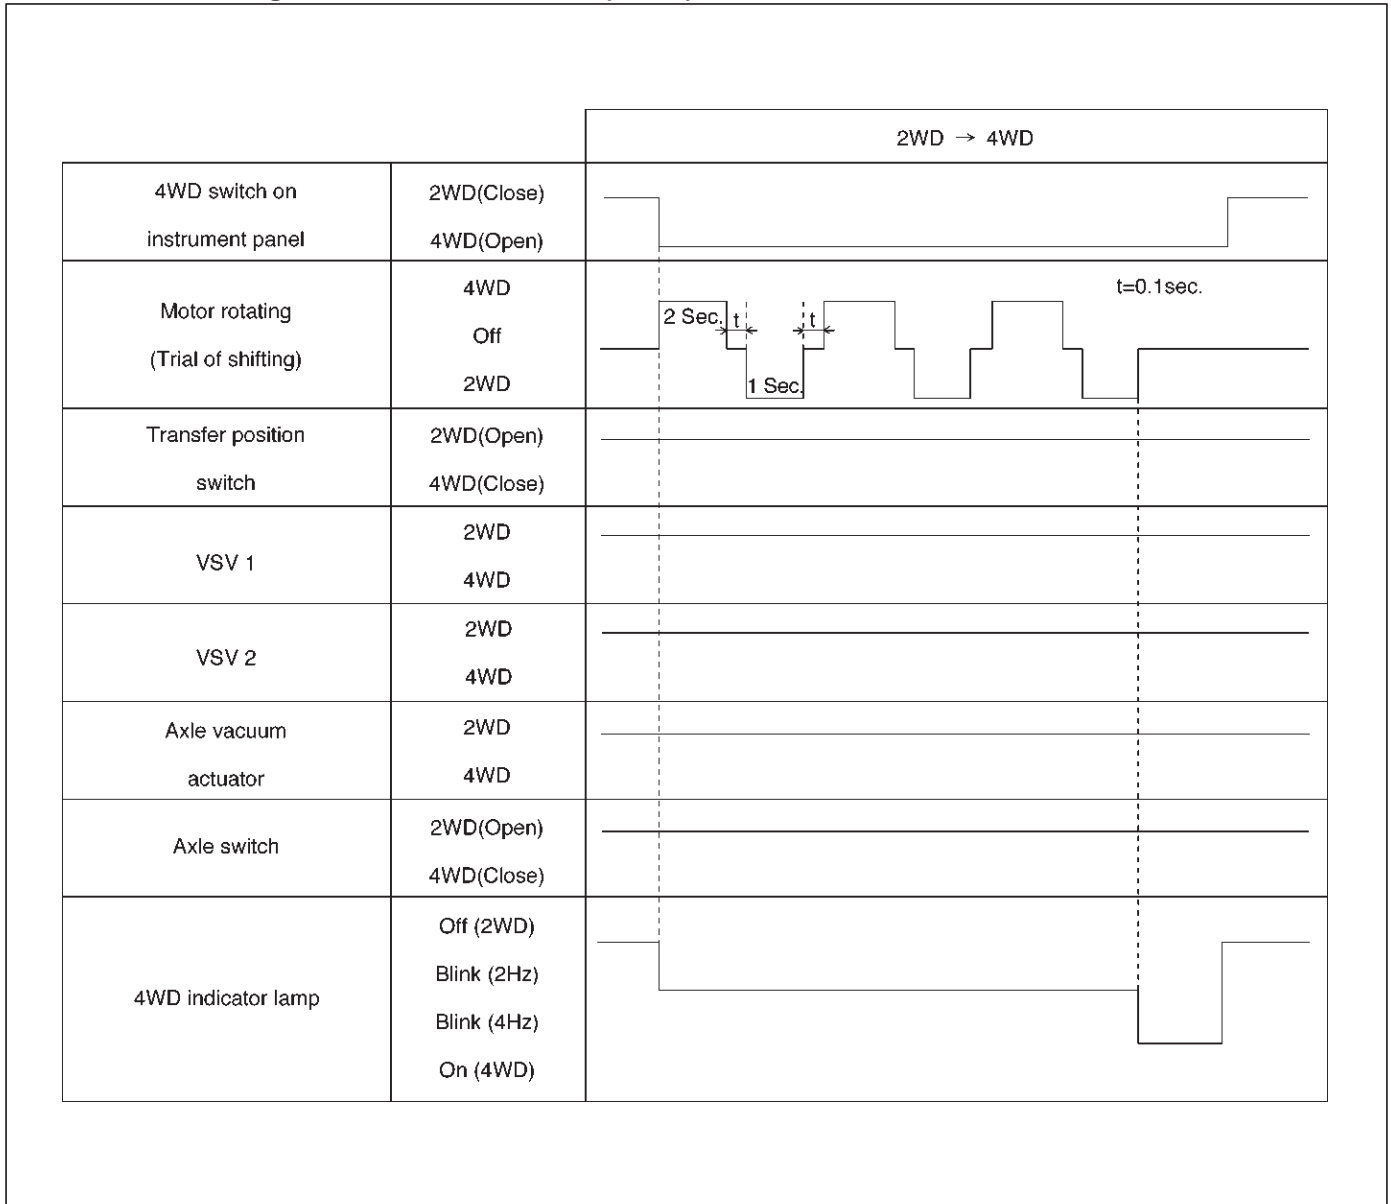 2WD → 4WD
4WD switch on
instrument panel
2WD(Close)
4WD(Open)
Motor rotating
(Trial of shifting)
4WD
Off
2WD
2 Sec.
t
1 Sec.
t
t=0.1sec.
Transfer position
switch
2WD(Open)
4WD(Close)
VSV 1
2WD
4WD
VSV 2
2WD
4WD
Axle vacuum
actuator
2WD
4WD
Axle switch
2WD(Open)
4WD(Close)
4WD indicator lamp
Off (2WD)
Blink (2Hz)
Blink (4Hz)
On (4WD)